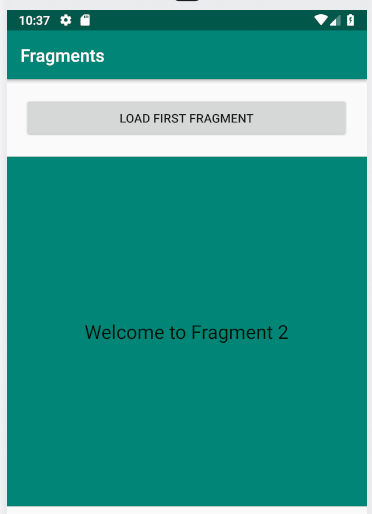 10:37
Fragments
LOAD FIRST FRAGMENT
Welcome to Fragment 2